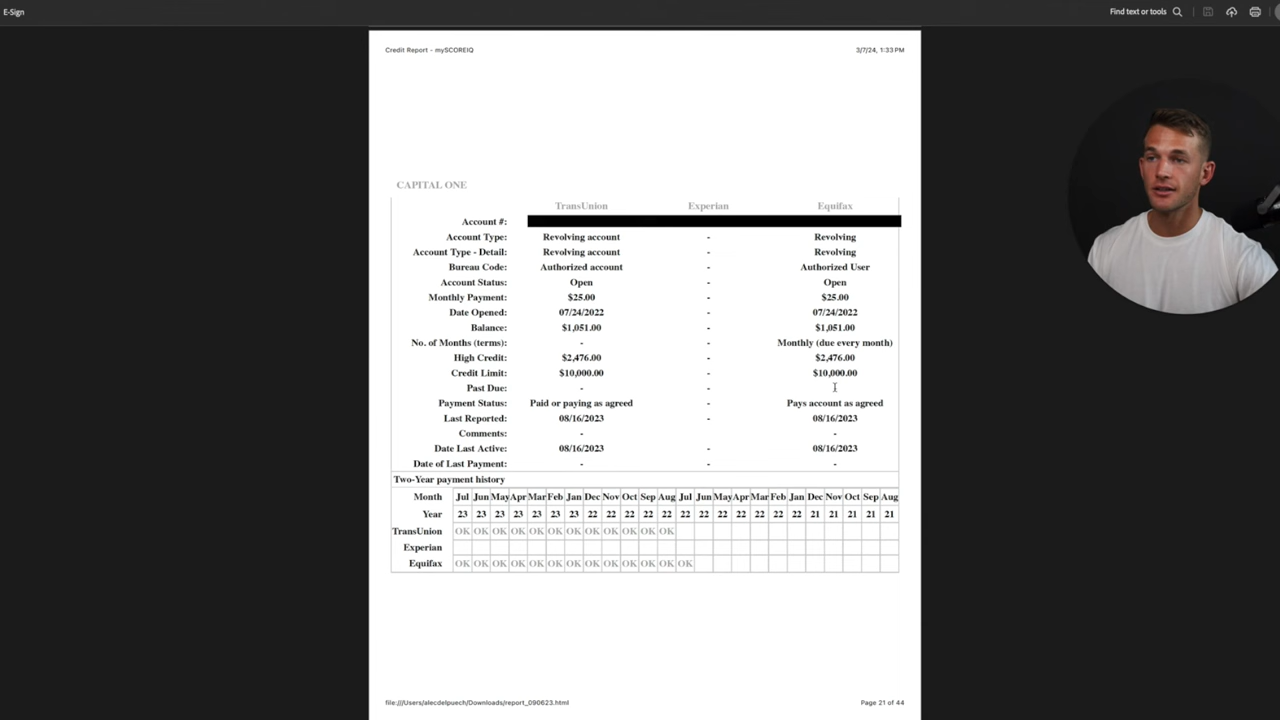 E-Sign
Find text or tools
Credit Report - mySCOREIQ 3/7/24, 1:33 PM
CAPITAL ONE
TransUnion Experian Equifax
Account #:
Account Type: Revolving account - Revolving
Account Type - Detail: Revolving account - Revolving
Bureau Code: Authorized account - Authorized User
Account Status: Open - Open
Monthly Payment: $25.00 - $25.00
Date Opened: 07/24/2022 - 07/24/2022
Balance: $1,051.00 - $1,051.00
No. of Months (terms): - - Monthly (due every month)
High Credit: $2,476.00 - $2,476.00
Credit Limit: $10,000.00 - $10,000.00
Past Due: - -
Payment Status: Paid or paying as agreed - Pays account as agreed
Last Reported: 08/16/2023 - 08/16/2023
Comments: - - -
Date Last Active: 08/16/2023 - 08/16/2023
Date of Last Payment: - - -
Two-Year payment history
Month Jul Jun May Apr Mar Feb Jan Dec Nov Oct Sep Aug Jul Jun May Apr Mar Feb Jan Dec Nov Oct Sep Aug
Year 23 23 23 23 23 23 23 22 22 22 22 22 22 22 22 22 22 22 22 21 21 21 21 21
TransUnion OK OK OK OK OK OK OK OK OK OK OK OK
Experian
Equifax OK OK OK OK OK OK OK OK OK OK OK OK OK
file:///Users/alecdelpuech/Downloads/report_090623.html Page 21 of 44